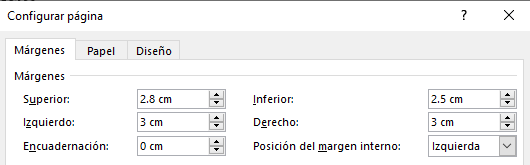 Configurar página ? ×
Márgenes Papel Diseño
Márgenes
Superior: 2.8 cm Inferior: 2.5 cm
Izquierdo: 3 cm Derecho: 3 cm
Encuadernación: 0 cm Posición del margen interno: Izquierda